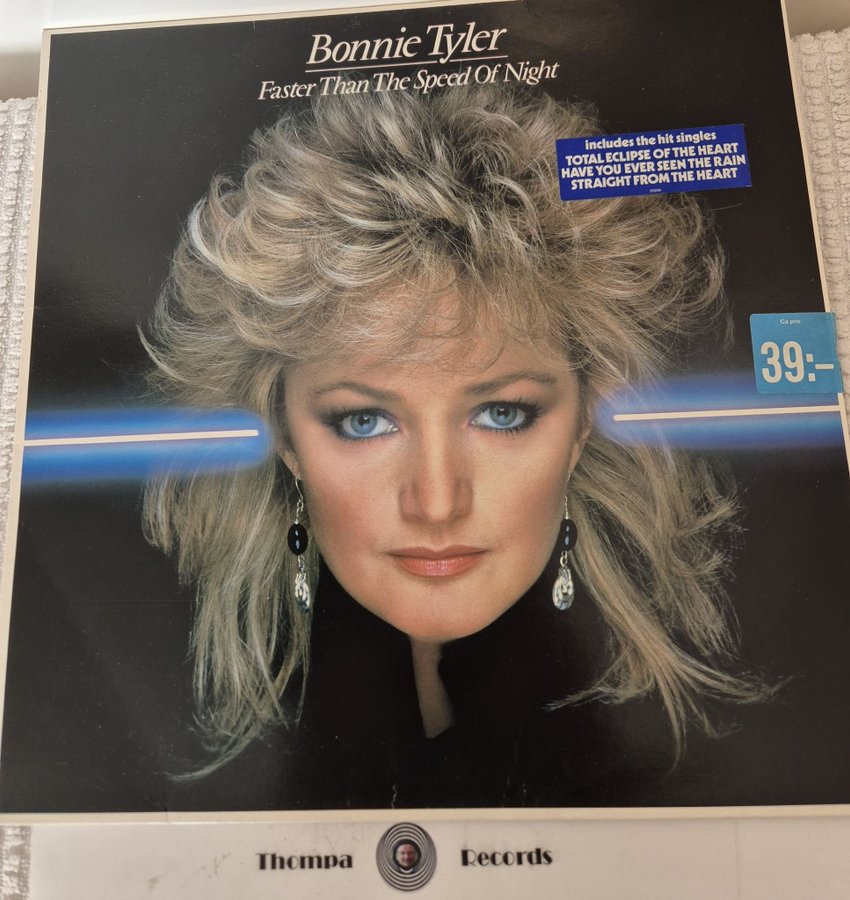 Bonnie Tyler
Faster Than The Speed Of Night
includes the hit singles
TOTAL ECLIPSE OF THE HEART
HAVE YOU EVER SEEN THE RAIN
STRAIGHT FROM THE HEART
Ca pris
39:-
Thompa Records